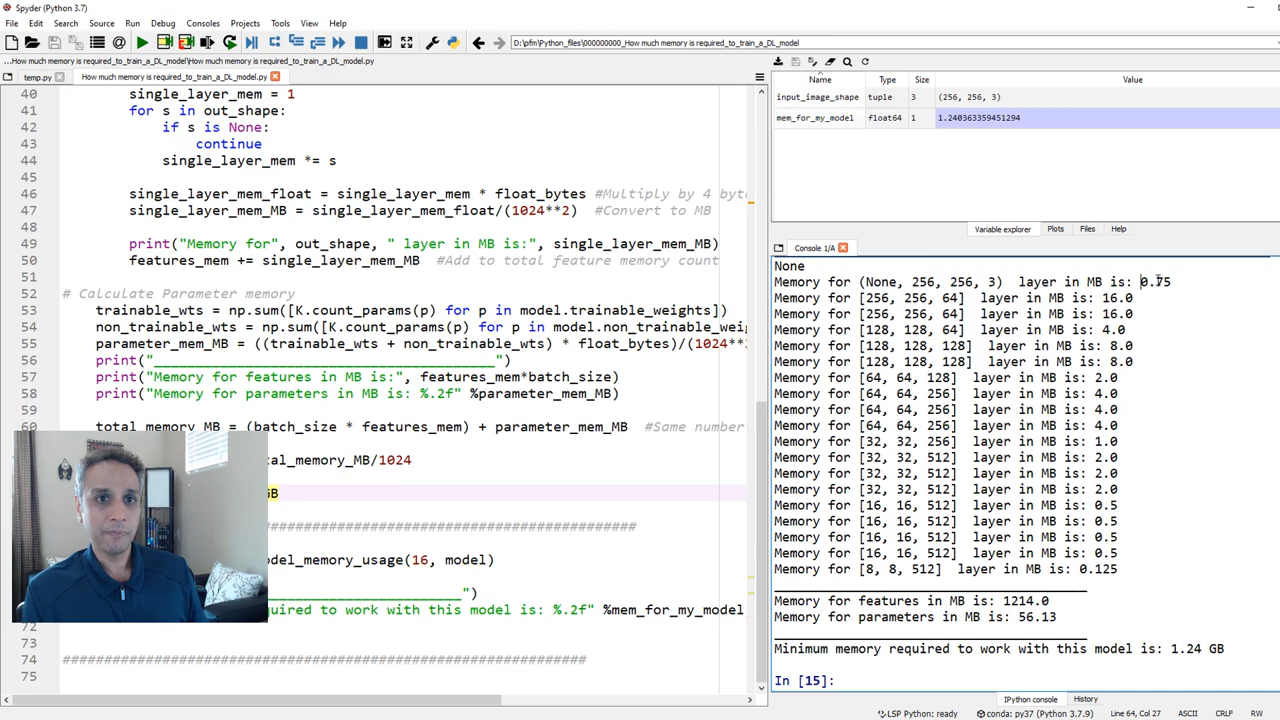 Spyder (Python 3.7)
File Edit Search Source Run Debug Consoles Projects Tools View Help
D:\pfm\Python_files\000000000_How much memory is required_to_train_a_DL_model
...How much memory is required_to_train_a_DL_model\How much memory is required_to_train_a_DL_model.py
temp.py
How much memory is required_to_train_a_DL_model.py
40 single_layer_mem = 1
41 for s in out_shape:
42 if s is None:
43 continue
44 single_layer_mem *= s
45
46 single_layer_mem_float = single_layer_mem * float_bytes #Multiply by 4 byte
47 single_layer_mem_MB = single_layer_mem_float/(1024**2) #Convert to MB
48
49 print("Memory for", out_shape, " layer in MB is:", single_layer_mem_MB)
50 features_mem += single_layer_mem_MB #Add to total feature memory count
51
52 # Calculate Parameter memory
53 trainable_wts = np.sum([K.count_params(p) for p in model.trainable_weights])
54 non_trainable_wts = np.sum([K.count_params(p) for p in model.non_trainable_weig
55 parameter_mem_MB = ((trainable_wts + non_trainable_wts) * float_bytes)/(1024**2
56 print("_________________________________________")
57 print("Memory for features in MB is:", features_mem*batch_size)
58 print("Memory for parameters in MB is: %.2f" %parameter_mem_MB)
59
60 total_memory_MB = (batch_size * features_mem) + parameter_mem_MB #Same number
tal_memory_MB/1024
GB
#############################################
odel_memory_usage(16, model)
_________________________")
quired to work with this model is: %.2f" %mem_for_my_model
72
73
74 ###############################################################
75
Name Type Size Value
input_image_shape tuple 3 (256, 256, 3)
mem_for_my_model float64 1 1.240363359451294
Variable explorer Plots Files Help
Console 1/A
None
Memory for (None, 256, 256, 3) layer in MB is: 0.75
Memory for [256, 256, 64] layer in MB is: 16.0
Memory for [256, 256, 64] layer in MB is: 16.0
Memory for [128, 128, 64] layer in MB is: 4.0
Memory for [128, 128, 128] layer in MB is: 8.0
Memory for [128, 128, 128] layer in MB is: 8.0
Memory for [64, 64, 128] layer in MB is: 2.0
Memory for [64, 64, 256] layer in MB is: 4.0
Memory for [64, 64, 256] layer in MB is: 4.0
Memory for [64, 64, 256] layer in MB is: 4.0
Memory for [32, 32, 256] layer in MB is: 1.0
Memory for [32, 32, 512] layer in MB is: 2.0
Memory for [32, 32, 512] layer in MB is: 2.0
Memory for [32, 32, 512] layer in MB is: 2.0
Memory for [16, 16, 512] layer in MB is: 0.5
Memory for [16, 16, 512] layer in MB is: 0.5
Memory for [16, 16, 512] layer in MB is: 0.5
Memory for [16, 16, 512] layer in MB is: 0.5
Memory for [8, 8, 512] layer in MB is: 0.125
_________________________________________
Memory for features in MB is: 1214.0
Memory for parameters in MB is: 56.13
_________________________________________
Minimum memory required to work with this model is: 1.24 GB
In [15]:
IPython console History
LSP Python: ready conda: py37 (Python 3.7.9) Line 64, Col 27 ASCII CRLF RW